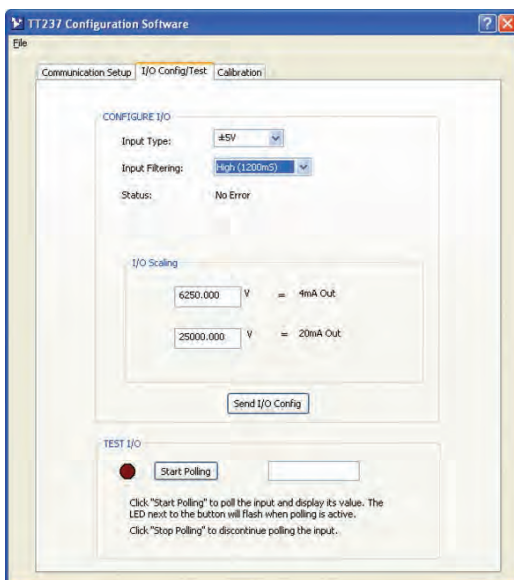 TT237 Configuration Software
File
Communication Setup I/O Config/Test Calibration
CONFIGURE I/O
Input Type: ±5V
Input Filtering: High (1200mS)
Status: No Error
I/O Scaling
6250.000 V = 4mA Out
25000.000 V = 20mA Out
Send I/O Config
TEST I/O
Start Polling
Click "Start Polling" to poll the input and display its value. The
LED next to the button will flash when polling is active.
Click "Stop Polling" to discontinue polling the input.